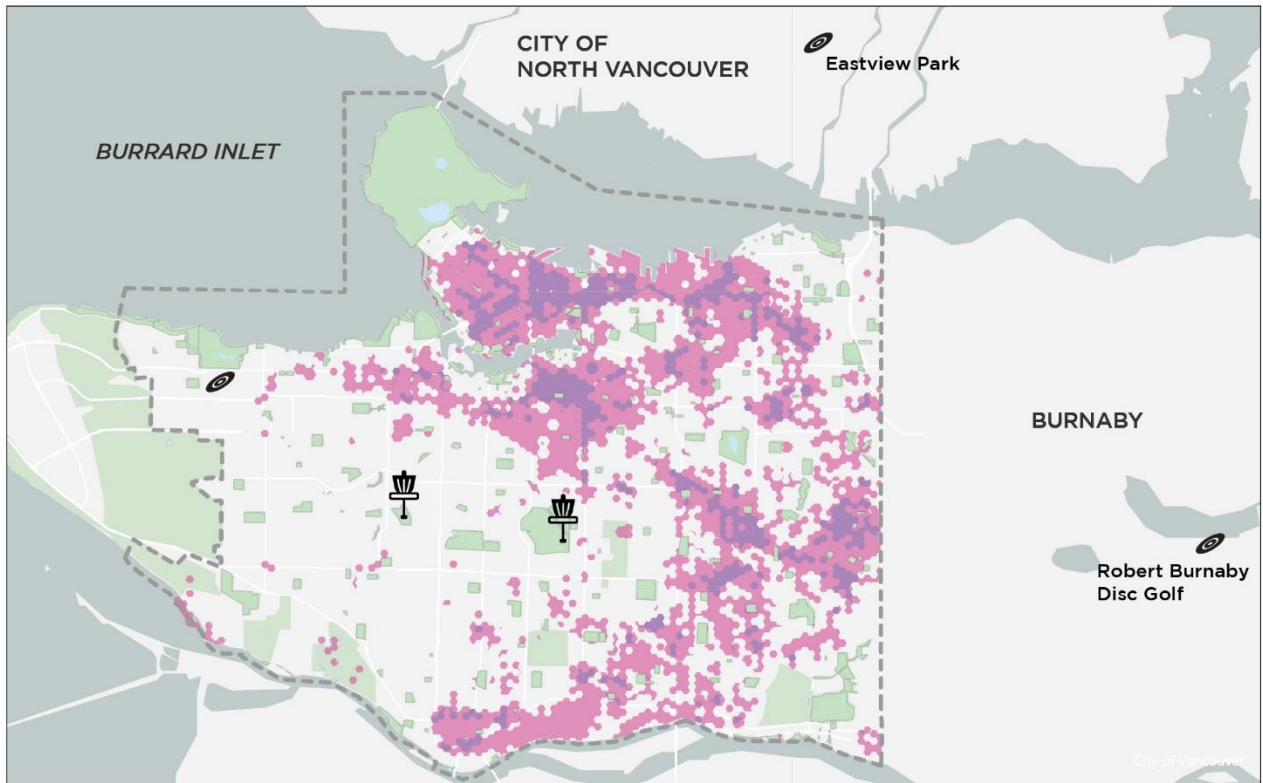 CITY OF
NORTH VANCOUVER
Eastview Park
BURRARD INLET
BURNABY
Robert Burnaby
Disc Golf
City of Vancouver